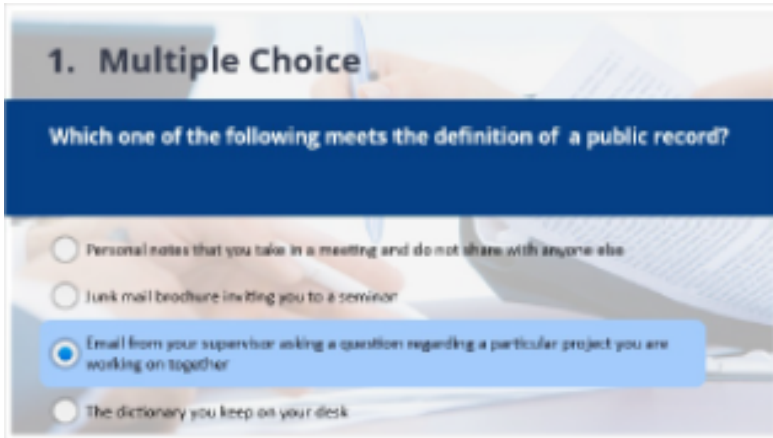 1. Multiple Choice
Which one of the following meets the definition of a public record?
Personal notes that you take in a meeting and do not share with anyone else
Junk mail brochure inviting you to a seminar
Email from your supervisor asking a question regarding a particular project you are
working on together
The dictionary you keep on your desk